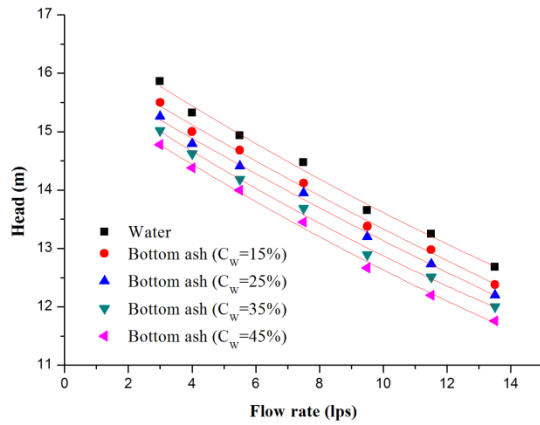 17
16
15
14
13
12
11
Head (m)
Water
Bottom ash (C_W=15%)
Bottom ash (C_W=25%)
Bottom ash (C_W=35%)
Bottom ash (C_W=45%)
0 2 4 6 8 10 12 14
Flow rate (lps)